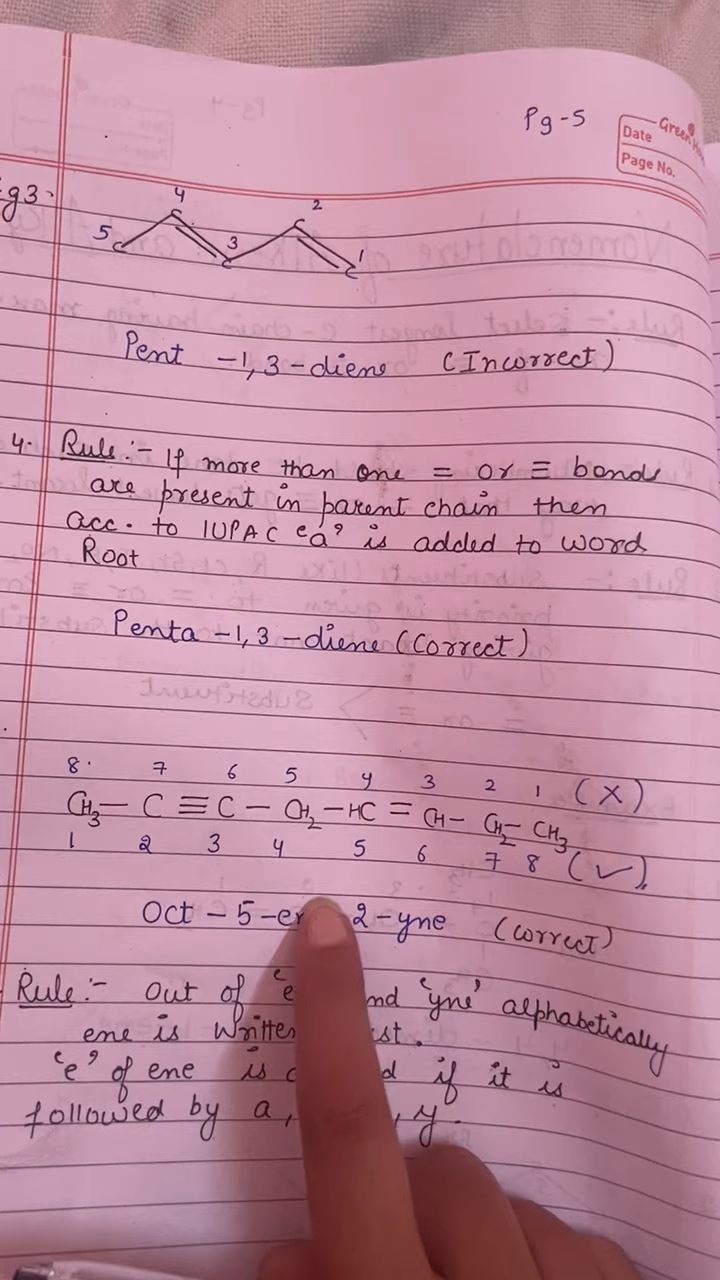 Pg-5
Green
Date
Page No.
g3.
4 2
5 3 1
Pent -1,3-diene (Incorrect)
4. Rule:- If more than one = or ≡ bonds
are present in parent chain then
acc. to IUPAC 'a' is added to word
Root
Penta -1,3-diene (Correct)
8. 7 6 5 4 3 2 1 (×)
CH3- C ≡ C - CH2 - HC = CH - CH2 - CH3
1 2 3 4 5 6 7 8 (✓)
Oct - 5-en 2-yne (correct)
Rule:- Out of and 'yne' alphabetically
ene is
'e' of ene is if it is
followed by a, , y.